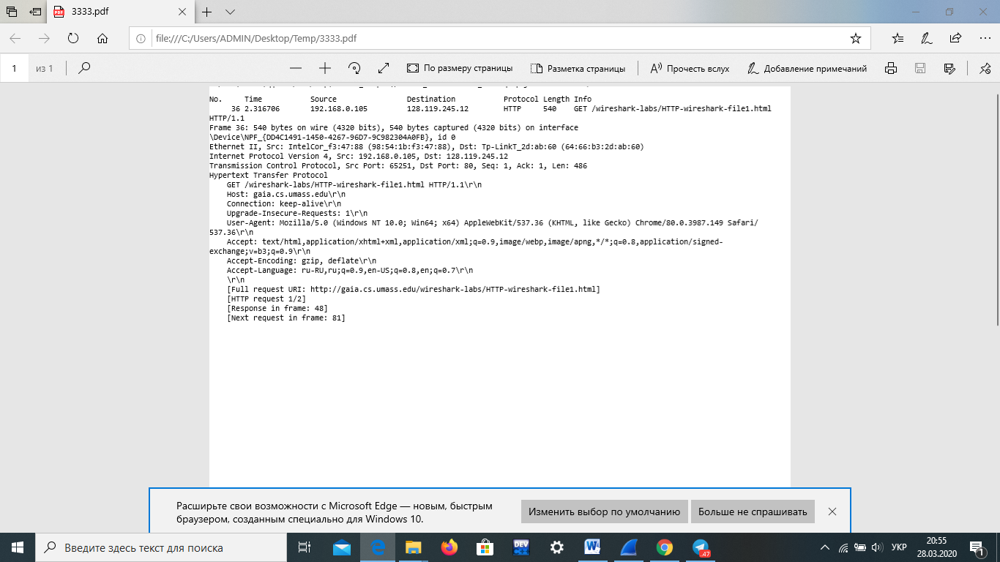 3333.pdf
file:///C:/Users/ADMIN/Desktop/Temp/3333.pdf
1 из 1 По размеру страницы Разметка страницы Прочесть вслух Добавление примечаний
No. Time Source Destination Protocol Length Info
36 2.316706 192.168.0.105 128.119.245.12 HTTP 540 GET /wireshark-labs/HTTP-wireshark-file1.html
HTTP/1.1
Frame 36: 540 bytes on wire (4320 bits), 540 bytes captured (4320 bits) on interface
\Device\NPF_{DD4C1491-1450-4267-96D7-9C982304A0FB}, id 0
Ethernet II, Src: IntelCor_f3:47:88 (98:54:1b:f3:47:88), Dst: Tp-LinkT_2d:ab:60 (64:66:b3:2d:ab:60)
Internet Protocol Version 4, Src: 192.168.0.105, Dst: 128.119.245.12
Transmission Control Protocol, Src Port: 65251, Dst Port: 80, Seq: 1, Ack: 1, Len: 486
Hypertext Transfer Protocol
GET /wireshark-labs/HTTP-wireshark-file1.html HTTP/1.1\r\n
Host: gaia.cs.umass.edu\r\n
Connection: keep-alive\r\n
Upgrade-Insecure-Requests: 1\r\n
User-Agent: Mozilla/5.0 (Windows NT 10.0; Win64; x64) AppleWebKit/537.36 (KHTML, like Gecko) Chrome/80.0.3987.149 Safari/
537.36\r\n
Accept: text/html,application/xhtml+xml,application/xml;q=0.9,image/webp,image/apng,*/*;q=0.8,application/signed-
exchange;v=b3;q=0.9\r\n
Accept-Encoding: gzip, deflate\r\n
Accept-Language: ru-RU,ru;q=0.9,en-US;q=0.8,en;q=0.7\r\n
\r\n
[Full request URI: http://gaia.cs.umass.edu/wireshark-labs/HTTP-wireshark-file1.html]
[HTTP request 1/2]
[Response in frame: 48]
[Next request in frame: 81]
Расширьте свои возможности с Microsoft Edge — новым, быстрым
браузером, созданным специально для Windows 10.
Изменить выбор по умолчанию Больше не спрашивать
Введите здесь текст для поиска
DEV
.47
УКР
20:55
28.03.2020
1